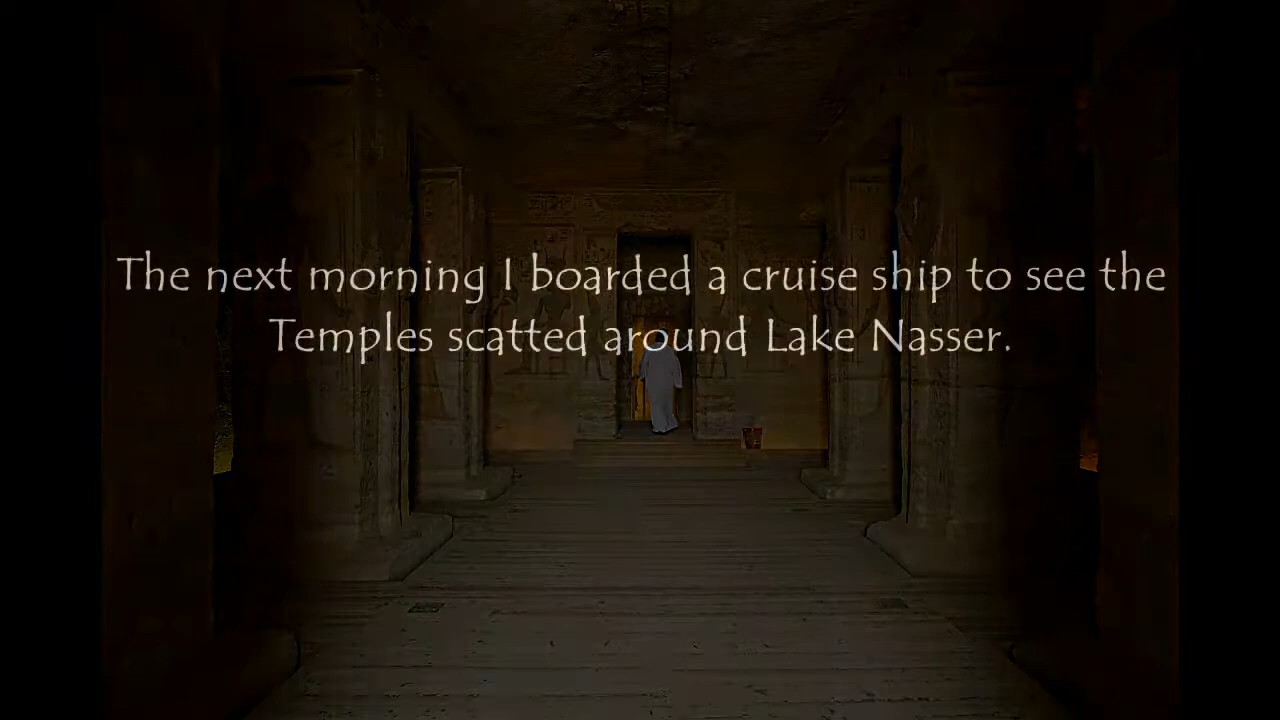 The next morning I boarded a cruise ship to see the
Temples scatted around Lake Nasser.